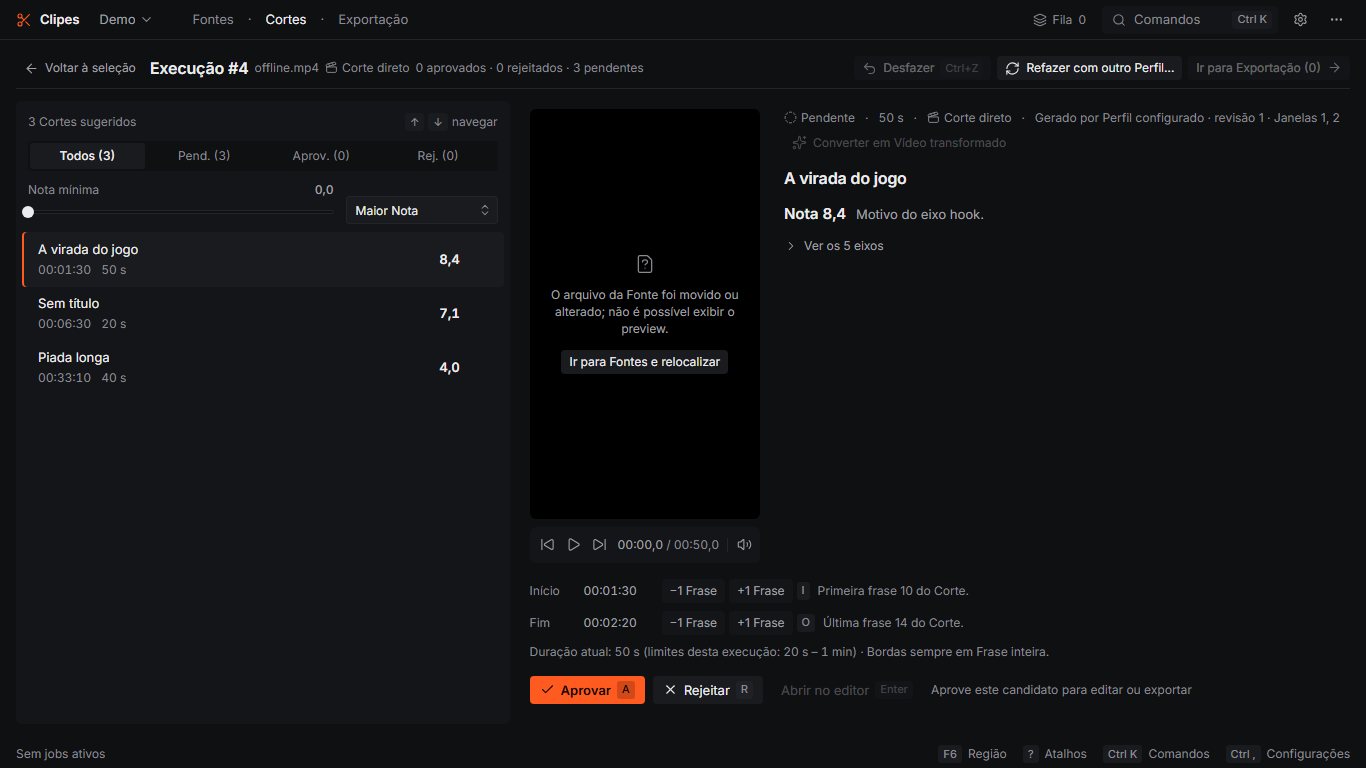 Clipes Demo Fontes · Cortes · Exportação Fila 0 Comandos Ctrl K
Voltar à seleção Execução #4 offline.mp4 Corte direto 0 aprovados · 0 rejeitados · 3 pendentes Desfazer Ctrl+Z Refazer com outro Perfil... Ir para Exportação (0)
3 Cortes sugeridos ↑ ↓ navegar
Todos (3) Pend. (3) Aprov. (0) Rej. (0)
Nota mínima 0,0
Maior Nota
A virada do jogo
00:01:30 50 s
8,4
Sem título
00:06:30 20 s
7,1
Piada longa
00:33:10 40 s
4,0
O arquivo da Fonte foi movido ou
alterado; não é possível exibir o
preview.
Ir para Fontes e relocalizar
00:00,0 / 00:50,0
Pendente · 50 s · Corte direto · Gerado por Perfil configurado · revisão 1 · Janelas 1, 2
Converter em Vídeo transformado
A virada do jogo
Nota 8,4 Motivo do eixo hook.
Ver os 5 eixos
Início 00:01:30 −1 Frase +1 Frase I Primeira frase 10 do Corte.
Fim 00:02:20 −1 Frase +1 Frase O Última frase 14 do Corte.
Duração atual: 50 s (limites desta execução: 20 s – 1 min) · Bordas sempre em Frase inteira.
Aprovar A Rejeitar R Abrir no editor Enter Aprove este candidato para editar ou exportar
Sem jobs ativos F6 Região ? Atalhos Ctrl K Comandos Ctrl , Configurações